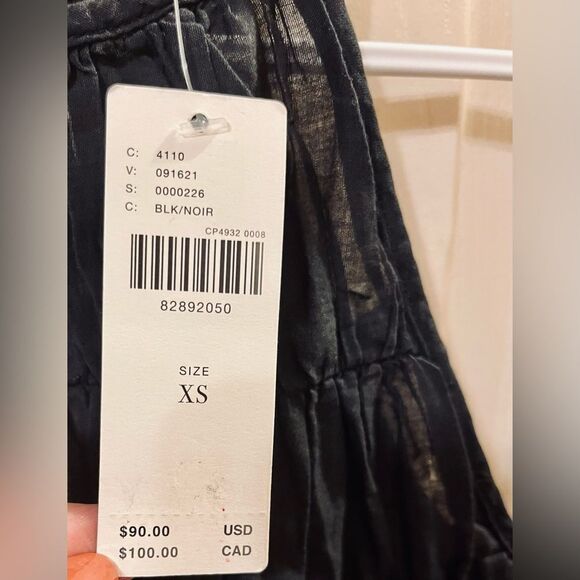 C: 4110
V: 091621
S: 0000226
C: BLK/NOIR
CP4932 0008
82892050
SIZE
XS
$90.00 USD
$100.00 CAD